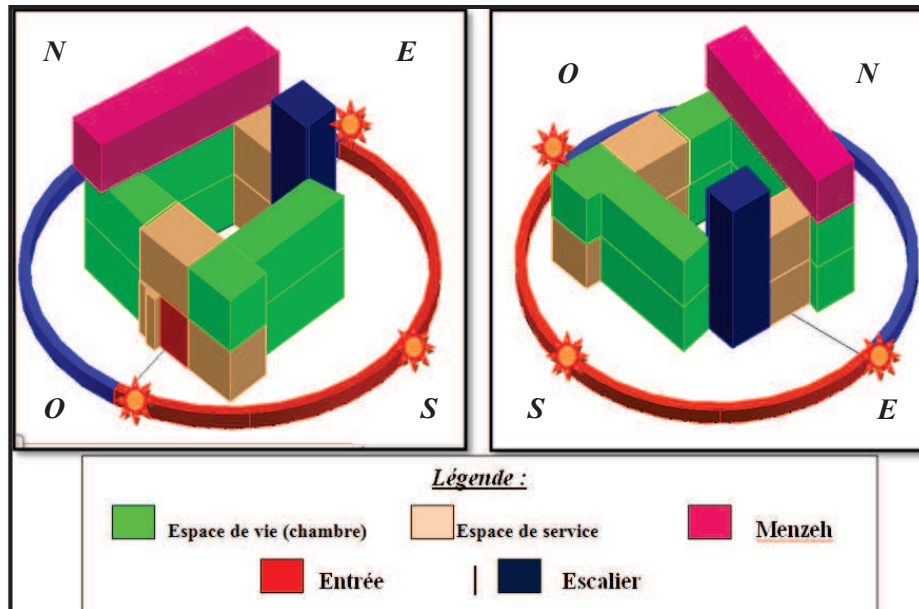 N E
O S
O N
S E
Légende :
Espace de vie (chambre) Espace de service Menzeh
Entrée | Escalier